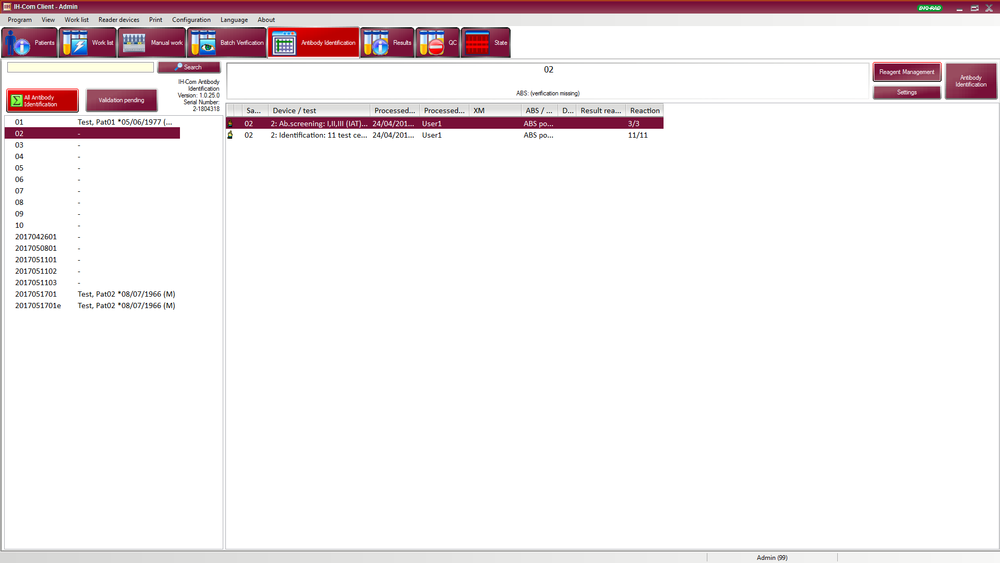 IH-Com Client - Admin
BIO-RAD
Program View Work list Reader devices Print Configuration Language About
Patients
Work list
Manual work
Batch Verification
Antibody Identification
Results
QC
State
Search
IH-Com Antibody
Identification
Version: 1.0.25.0
Serial Number:
2-1804318
All Antibody
Identification
Validation pending
02
ABS: (verification missing)
Reagent Management
Settings
Antibody
Identification
01 Test, Pat01 *05/06/1977 (...
02 -
03 -
04 -
05 -
06 -
07 -
08 -
09 -
10 -
2017042601 -
2017050801 -
2017051101 -
2017051102 -
2017051103 -
2017051701 Test, Pat02 *08/07/1966 (M)
2017051701e Test, Pat02 *08/07/1966 (M)
Sa... Device / test Processed... Processed... XM ABS / ... D... Result rea... Reaction
02 2: Ab.screening: I,II,III (IAT)... 24/04/201... User1 ABS po... 3/3
02 2: Identification: 11 test ce... 24/04/201... User1 ABS po... 11/11
Admin (99)